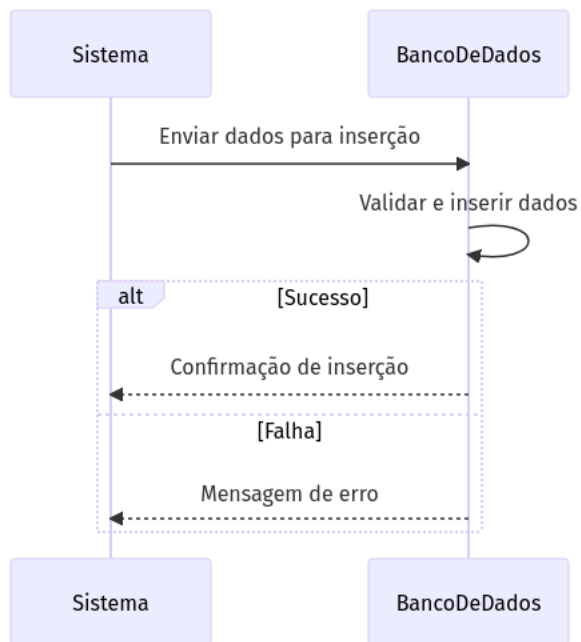 Sistema
BancoDeDados
Enviar dados para inserção
Validar e inserir dados
alt
[Sucesso]
Confirmação de inserção
[Falha]
Mensagem de erro
Sistema
BancoDeDados